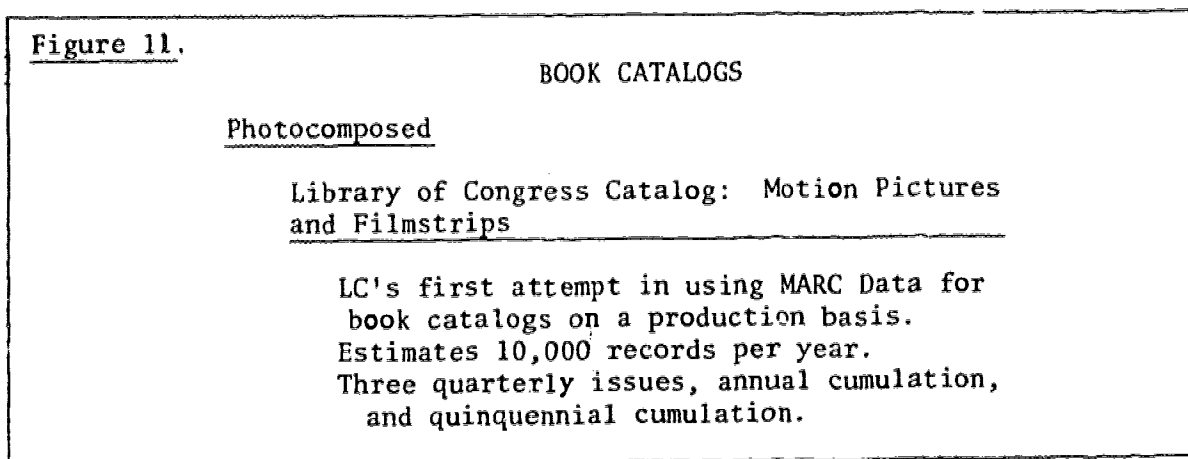 Figure 11.
BOOK CATALOGS
Photocomposed
Library of Congress Catalog: Motion Pictures
and Filmstrips
LC's first attempt in using MARC Data for
book catalogs on a production basis.
Estimates 10,000 records per year.
Three quarterly issues, annual cumulation,
and quinquennial cumulation.